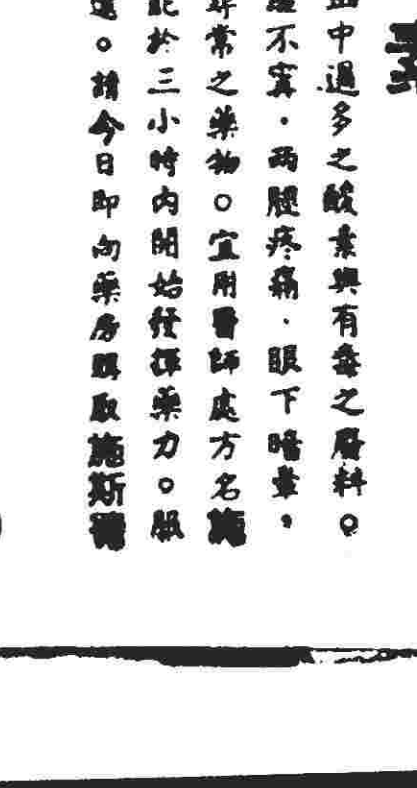 中過多之酸素與有毒之廢料。
不寧．兩腿疼痛．眼下暗暈，
常之藥物。宜用醫師處方名施
能於三小時內開始發揮藥力。服
遲。請今日即向藥房購取施斯